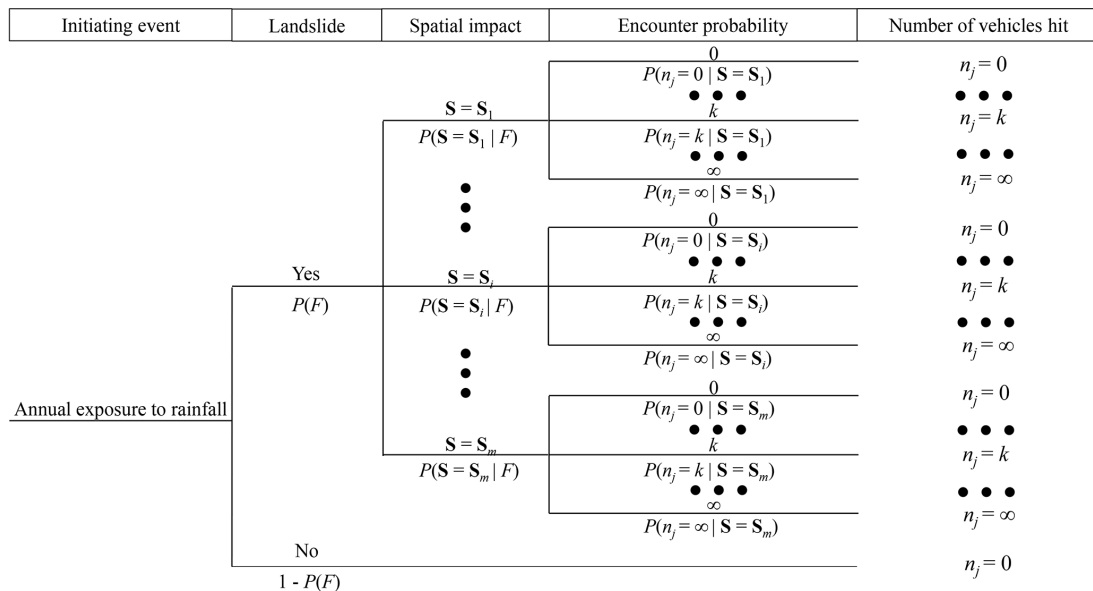 Initiating event Landslide Spatial impact Encounter probability Number of vehicles hit
0
P(n_j = 0 | S = S_1) n_j = 0
S = S_1 k n_j = k
P(S = S_1 | F) P(n_j = k | S = S_1)
∞ n_j = ∞
P(n_j = ∞ | S = S_1)
0 n_j = 0
P(n_j = 0 | S = S_i)
Yes S = S_i k n_j = k
P(F) P(S = S_i | F) P(n_j = k | S = S_i)
∞ n_j = ∞
P(n_j = ∞ | S = S_i)
0 n_j = 0
Annual exposure to rainfall P(n_j = 0 | S = S_m)
S = S_m k n_j = k
P(S = S_m | F) P(n_j = k | S = S_m)
∞ n_j = ∞
P(n_j = ∞ | S = S_m)
No n_j = 0
1 - P(F)